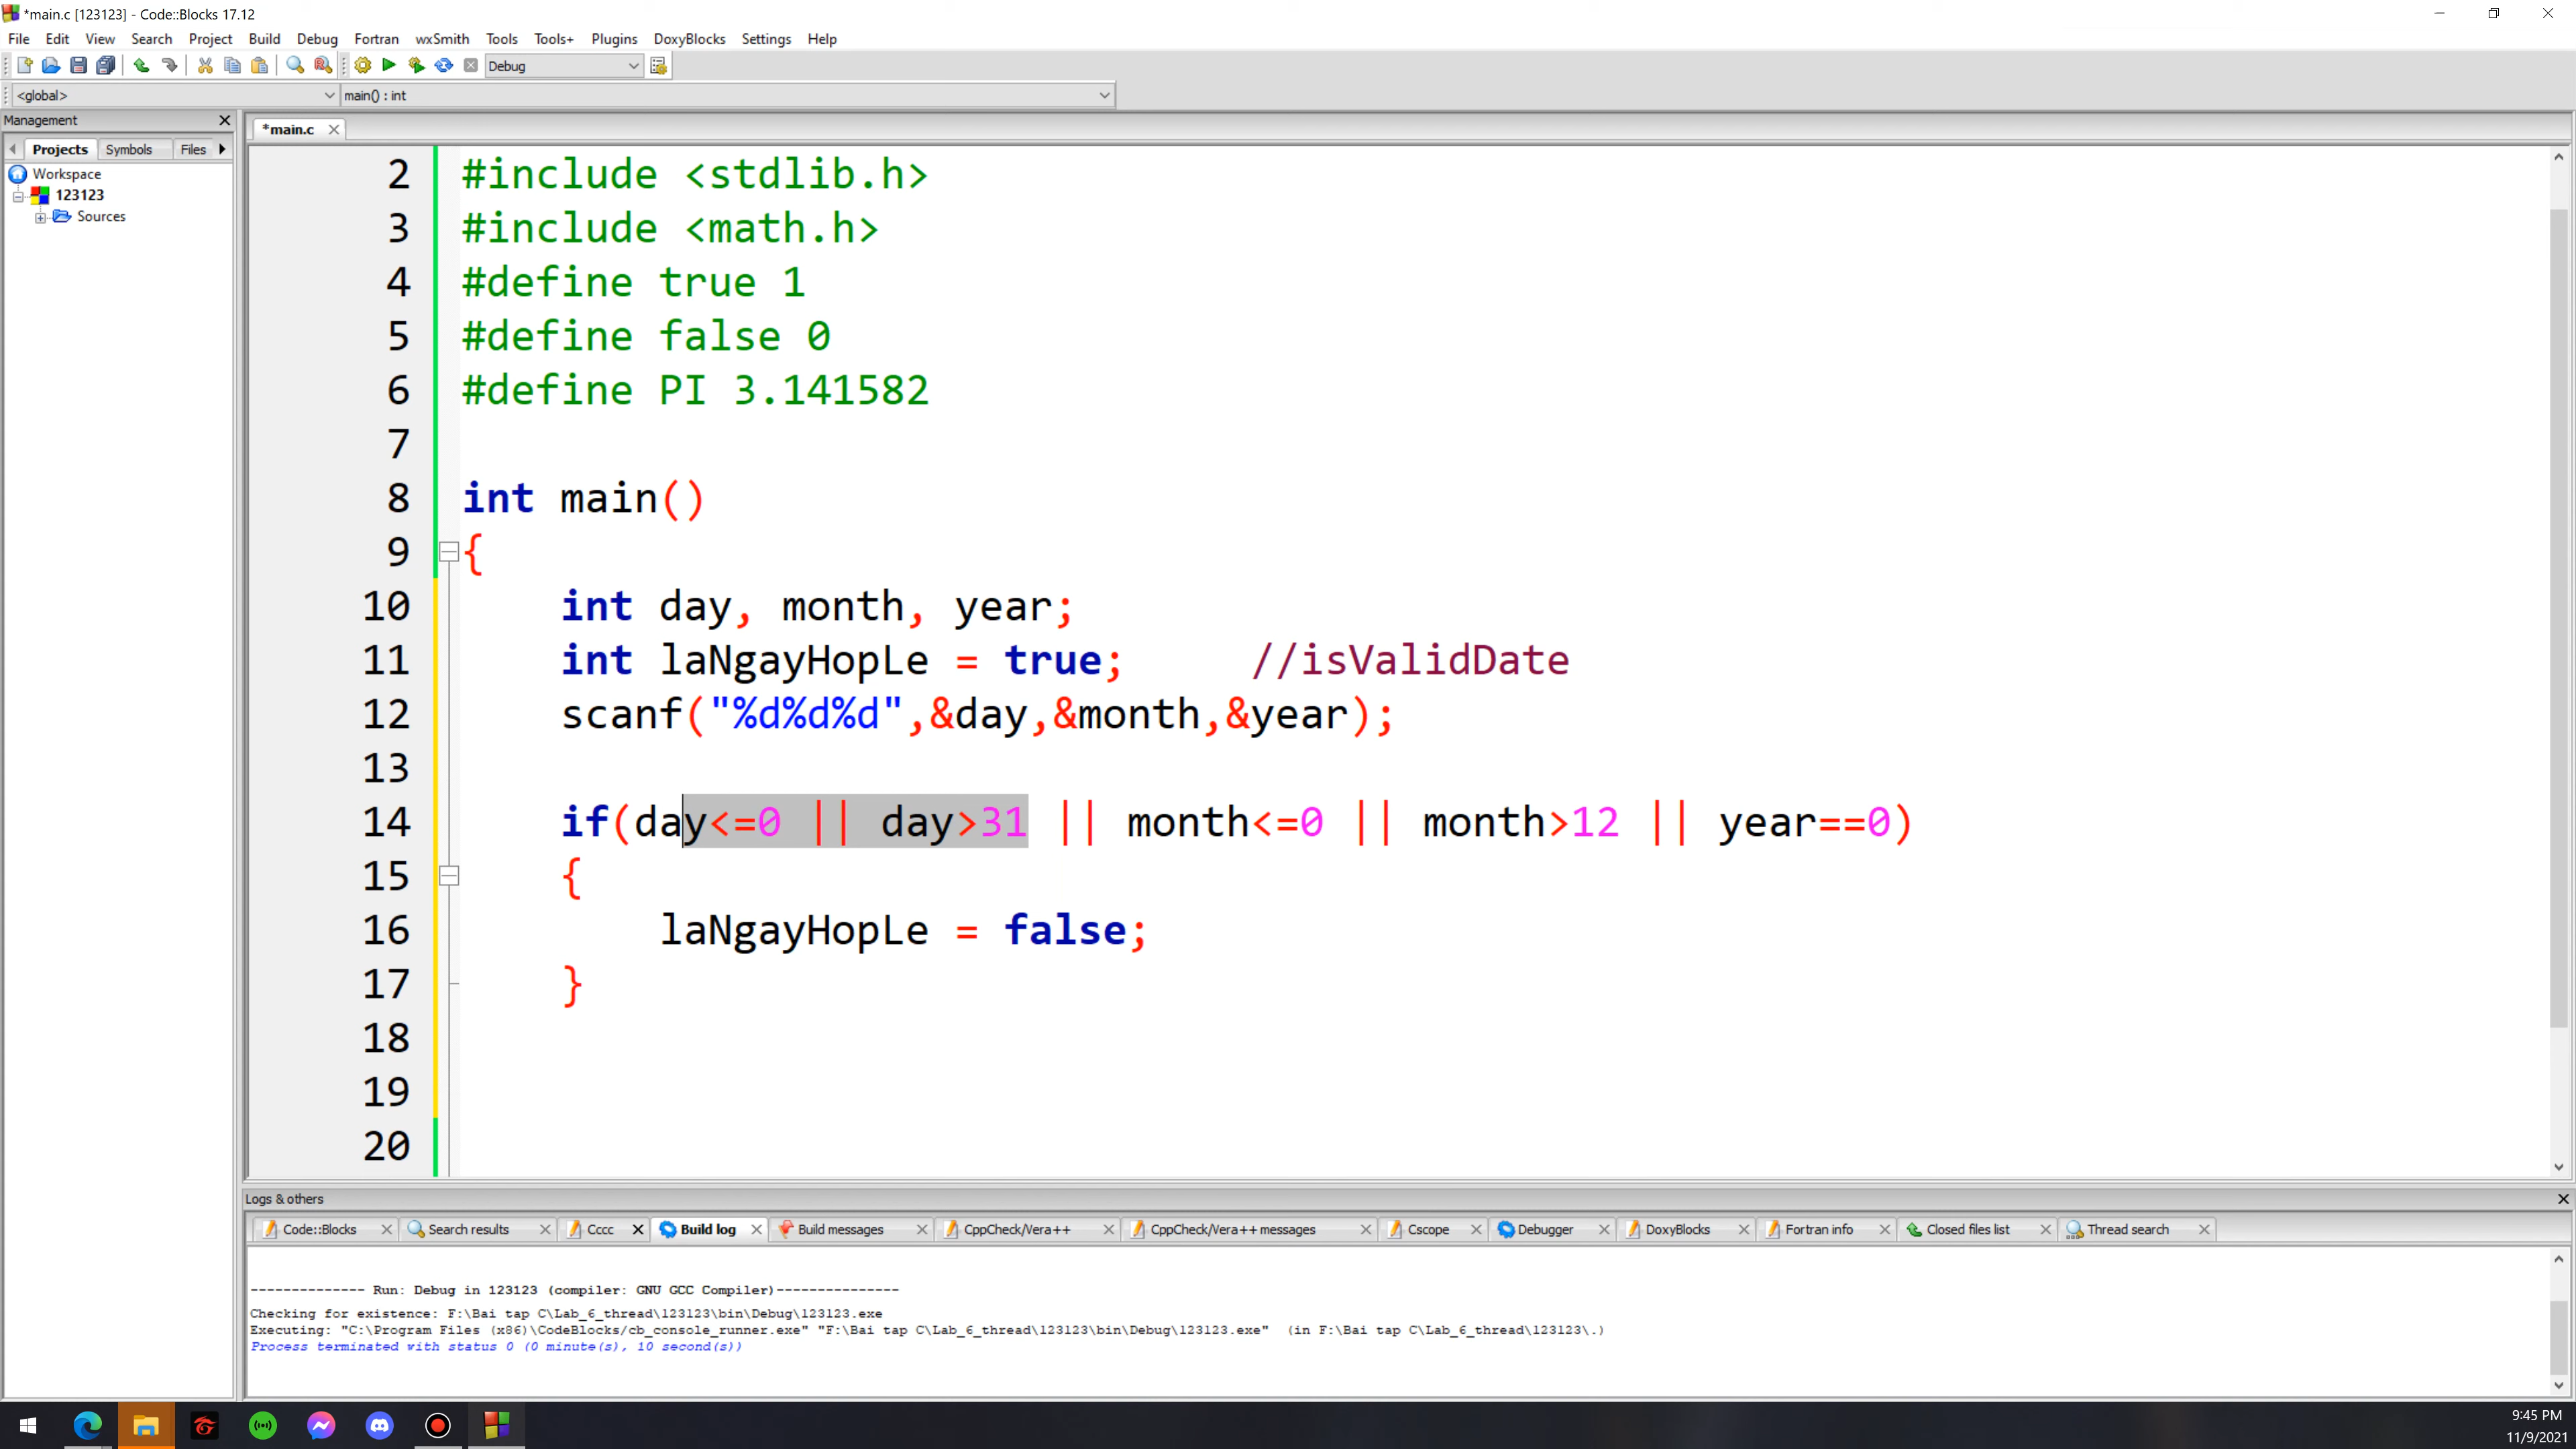 *main.c [123123] - Code::Blocks 17.12
File Edit View Search Project Build Debug Fortran wxSmith Tools Tools+ Plugins DoxyBlocks Settings Help
Debug
<global> main() : int
Management
*main.c
Projects Symbols Files
Workspace
123123
Sources
2 #include <stdlib.h>
3 #include <math.h>
4 #define true 1
5 #define false 0
6 #define PI 3.141582
7
8 int main()
9 {
10 int day, month, year;
11 int laNgayHopLe = true; //isValidDate
12 scanf("%d%d%d",&day,&month,&year);
13
14 if(day<=0 || day>31 || month<=0 || month>12 || year==0)
15 {
16 laNgayHopLe = false;
17 }
18
19
20
Logs & others
Code::Blocks Search results Cccc Build log Build messages CppCheck/Vera++ CppCheck/Vera++ messages Cscope Debugger DoxyBlocks Fortran info Closed files list Thread search
-------------- Run: Debug in 123123 (compiler: GNU GCC Compiler)---------------
Checking for existence: F:\Bai tap C\Lab_6_thread\123123\bin\Debug\123123.exe
Executing: "C:\Program Files (x86)\CodeBlocks/cb_console_runner.exe" "F:\Bai tap C\Lab_6_thread\123123\bin\Debug\123123.exe" (in F:\Bai tap C\Lab_6_thread\123123\.)
Process terminated with status 0 (0 minute(s), 10 second(s))
9:45 PM
11/9/2021